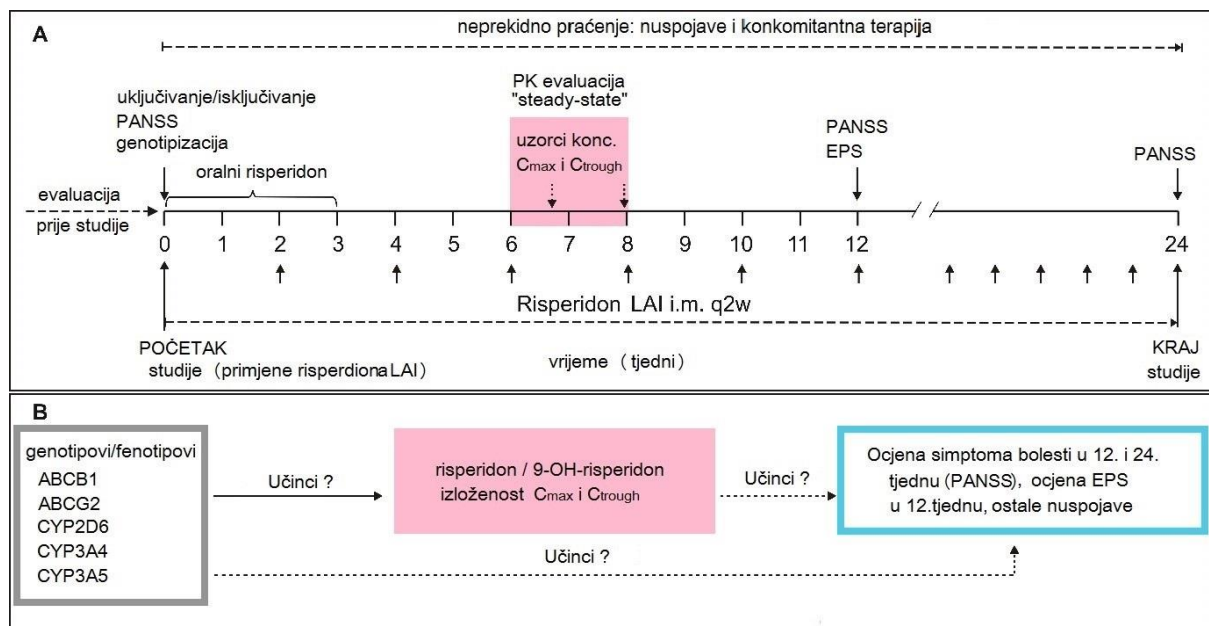 A
neprekidno praćenje: nuspojave i konkomitantna terapija
PK evaluacija
"steady-state"
uključivanje/isključivanje
PANSS
genotipizacija
uzorci konc.
Cmax i Ctrough
PANSS
EPS
PANSS
oralni risperidon
evaluacija
prije studije
0 1 2 3 4 5 6 7 8 9 10 11 12 24
Risperidon LAI i.m. q2w
POČETAK
studije (primjene risperdiona LAI)
vrijeme (tjedni)
KRAJ
studije
B
genotipovi/fenotipovi
ABCB1
ABCG2
CYP2D6
CYP3A4
CYP3A5
Učinci ?
risperidon / 9-OH-risperidon
izloženost Cmax i Ctrough
Učinci ?
Ocjena simptoma bolesti u 12. i 24.
tjednu (PANSS), ocjena EPS
u 12.tjednu, ostale nuspojave
Učinci ?